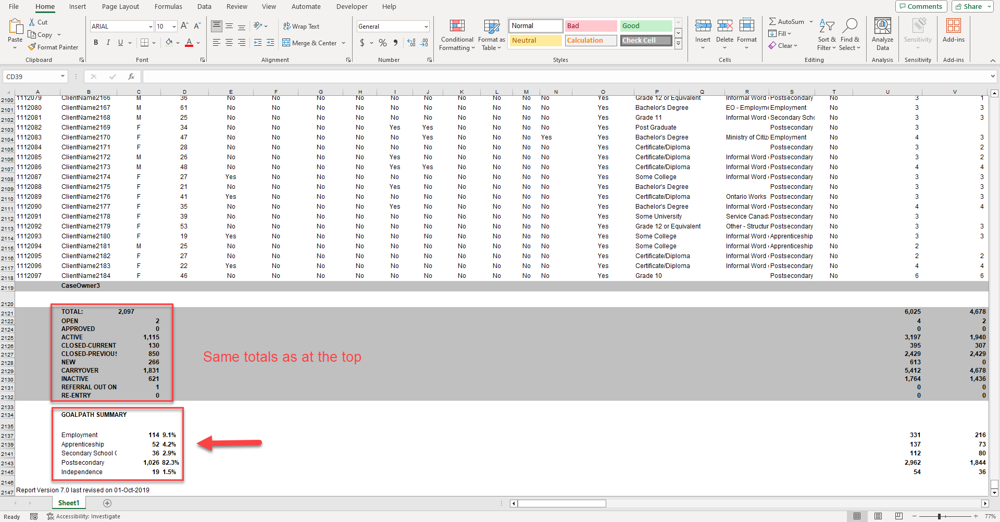 File Home Insert Page Layout Formulas Data Review View Automate Developer Help Comments Share
Paste Cut Copy Format Painter Clipboard
ARIAL 10 B I U A Font
Wrap Text Merge & Center Alignment
General $ % Number
Conditional Formatting Format as Table
Normal Bad Good
Neutral Calculation Check Cell
Styles
Insert Delete Format Cells
AutoSum Fill Clear Sort & Filter Find & Select Editing
Analyze Data Analysis
Sensitivity Sensitivity
Add-ins Add-ins
CD39 fx
A B C D E F G H I J K L M N O P Q R S T U V
2100 1112079 ClientName2166 M 36 No No No No No No No No No No Yes Grade 12 or Equivalent Informal Word Postsecondary No 3 1
2101 1112080 ClientName2167 M 61 No No No No No No No No No No Yes Bachelor's Degree EO - Employme Employment No 3 3
2102 1112081 ClientName2168 M 25 No No No No No No No No No No Yes Grade 11 Informal Word Secondary Scho No 3 3
2103 1112082 ClientName2169 F 34 No No No No Yes Yes No No No No Yes Post Graduate Postsecondary No 3
2104 1112083 ClientName2170 F 47 No No No No No Yes No No No Yes Yes Bachelor's Degree Ministry of Citiz Employment No 4 3
2105 1112084 ClientName2171 F 28 No No No No No No No No No No Yes Certificate/Diploma Postsecondary No 3 2
2106 1112085 ClientName2172 M 26 No No No No Yes No No No No No Yes Certificate/Diploma Informal Word Postsecondary No 3 2
2107 1112086 ClientName2173 M 48 No No No No Yes Yes No No No No Yes Certificate/Diploma Informal Word Postsecondary No 4 4
2108 1112087 ClientName2174 F 27 Yes No No No No No No No No No Yes Some College Informal Word Postsecondary No 3 3
2109 1112088 ClientName2175 F 21 No No No No Yes No No No No No Yes Bachelor's Degree Postsecondary No 3 3
2110 1112089 ClientName2176 F 41 Yes No No No No No No No No No Yes Certificate/Diploma Ontario Works Postsecondary No 3 3
2111 1112090 ClientName2177 F 35 No No No No Yes No No No No No Yes Bachelor's Degree Informal Word Postsecondary No 4 4
2112 1112091 ClientName2178 F 39 No No No No No No No No No No Yes Some University Service Canada Postsecondary No 3
2113 1112092 ClientName2179 F 53 No No No No No No No No No No Yes Grade 12 or Equivalent Other - Structur Postsecondary No 3 3
2114 1112093 ClientName2180 F 19 Yes No No No No No No No No No Yes Some College Informal Word Apprenticeship No 3 3
2115 1112094 ClientName2181 M 25 No No No No No No No No No No Yes Some College Informal Word Apprenticeship No 2
2116 1112095 ClientName2182 F 27 No No No No No No No No No No Yes Certificate/Diploma Informal Word Postsecondary No 2 2
2117 1112096 ClientName2183 F 22 Yes No No No No No No No No No Yes Certificate/Diploma Informal Word Postsecondary No 4 4
2118 1112097 ClientName2184 F 46 No No No No No No No No No No Yes Grade 10 Postsecondary No 6 6
2119 CaseOwner3
2120
2121 TOTAL: 2,097 6,025 4,678
2122 OPEN 2 4 2
2124 APPROVED 0 0 0
2125 ACTIVE 1,115 3,197 1,940
2126 CLOSED-CURRENT 130 395 307
2127 CLOSED-PREVIOUS 850 2,429 2,429
2128 NEW 266 613 0
2129 CARRYOVER 1,831 5,412 4,678
2130 INACTIVE 621 1,764 1,436
2131 REFERRAL OUT ON 1 0 0
2132 RE-ENTRY 0 0 0
Same totals as at the top
2133
2134 GOALPATH SUMMARY
2135
2137 Employment 114 9.1% 331 216
2139 Apprenticeship 52 4.2% 137 73
2141 Secondary School C 36 2.9% 112 80
2143 Postsecondary 1,026 82.3% 2,962 1,844
2145 Independence 19 1.5% 54 36
2146
2147 Report Version 7.0 last revised on 01-Oct-2019
Sheet1
Ready Accessibility: Investigate 77%